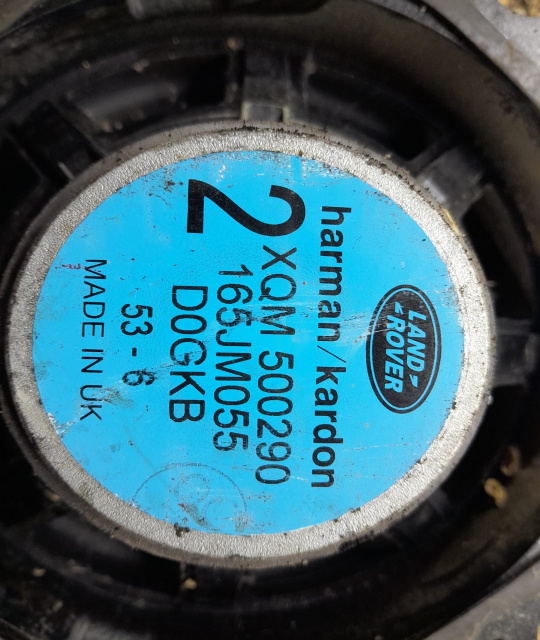 LAND-
-ROVER
harman/kardon
2
XQM 500290
165JM055
D0GKB
53-6
MADE IN UK